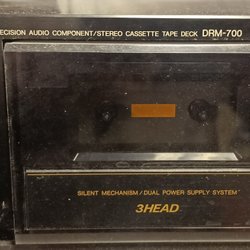 ECISION AUDIO COMPONENT/STEREO CASSETTE TAPE DECK DRM-700
SILENT MECHANISM/DUAL POWER SUPPLY SYSTEM
3HEAD